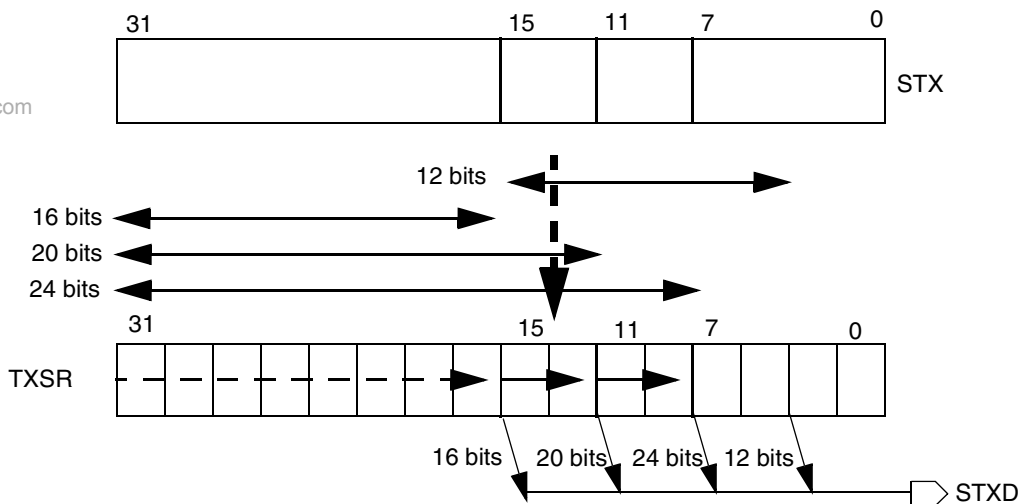 31 15 11 7 0
STX
com
12 bits
16 bits
20 bits
24 bits
31 15 11 7 0
TXSR
16 bits 20 bits 24 bits 12 bits
STXD